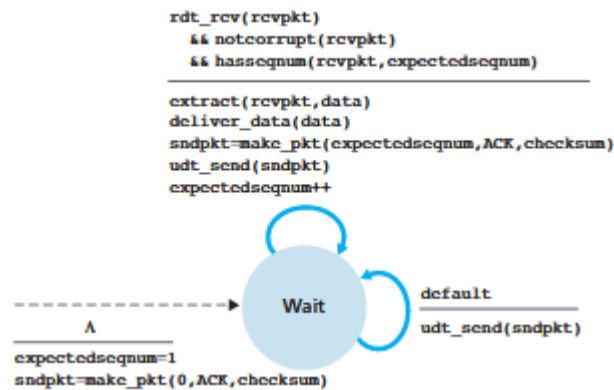 rdt_rcv(rcvpkt)
&& notcorrupt(rcvpkt)
&& hasseqnum(rcvpkt,expectedseqnum)
extract(rcvpkt,data)
deliver_data(data)
sndpkt=make_pkt(expectedseqnum,ACK,checksum)
udt_send(sndpkt)
expectedseqnum++
Wait
default
udt_send(sndpkt)
Λ
expectedseqnum=1
sndpkt=make_pkt(0,ACK,checksum)